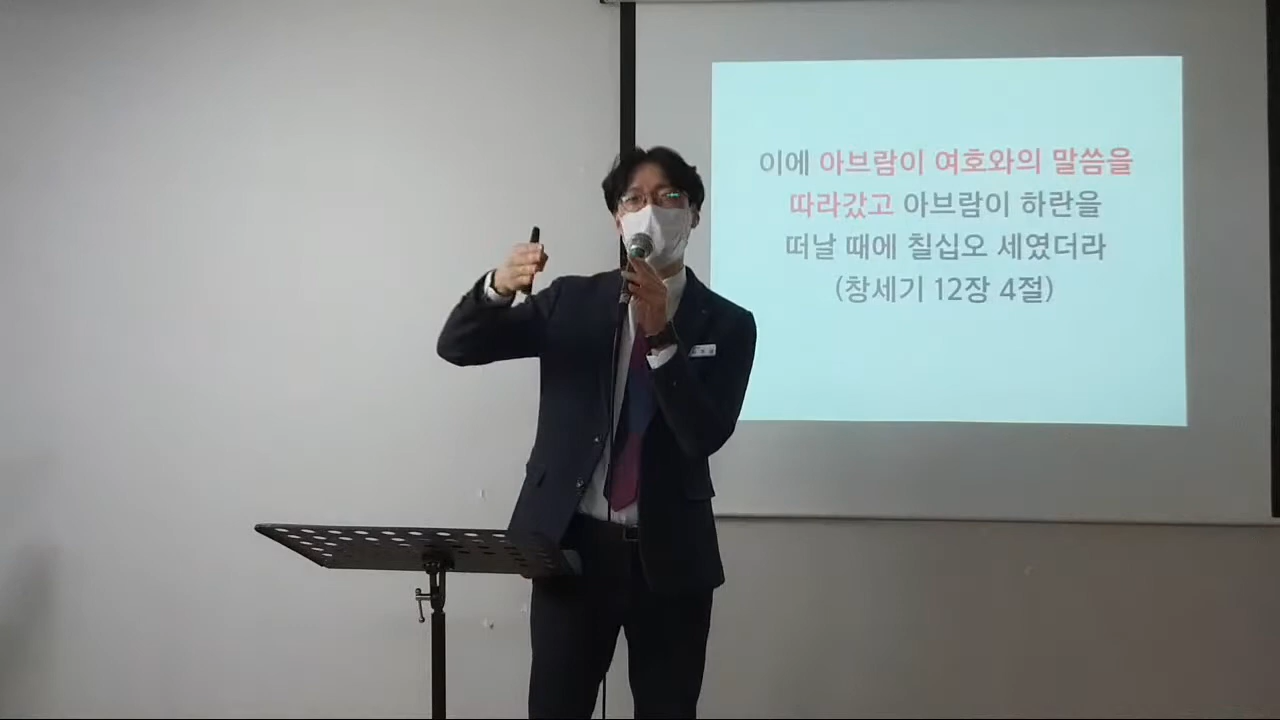 이에 아브람이 여호와의 말씀을
따라갔고 아브람이 하란을
떠날 때에 칠십오 세였더라
(창세기 12장 4절)